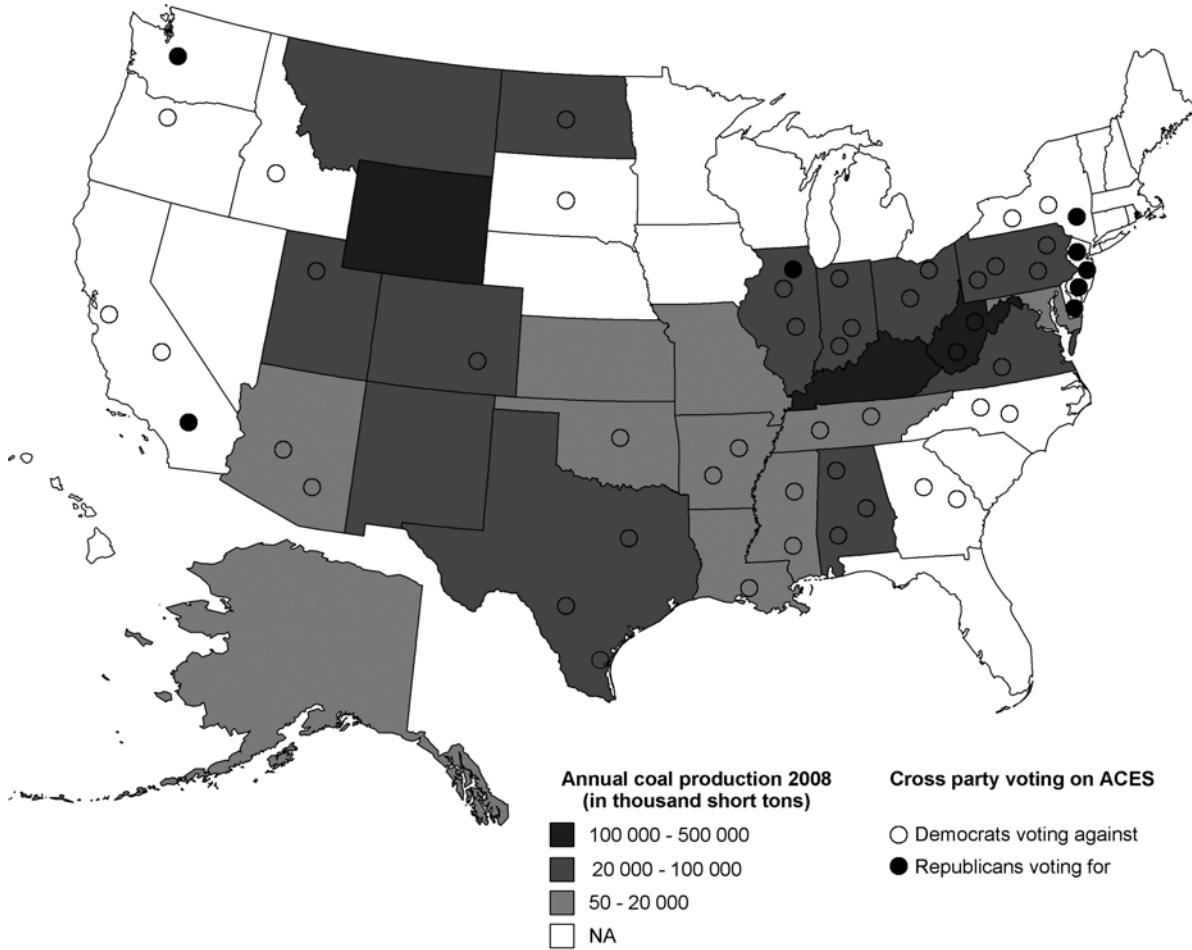 Annual coal production 2008
(in thousand short tons)
100 000 - 500 000
20 000 - 100 000
50 - 20 000
NA
Cross party voting on ACES
Democrats voting against
Republicans voting for